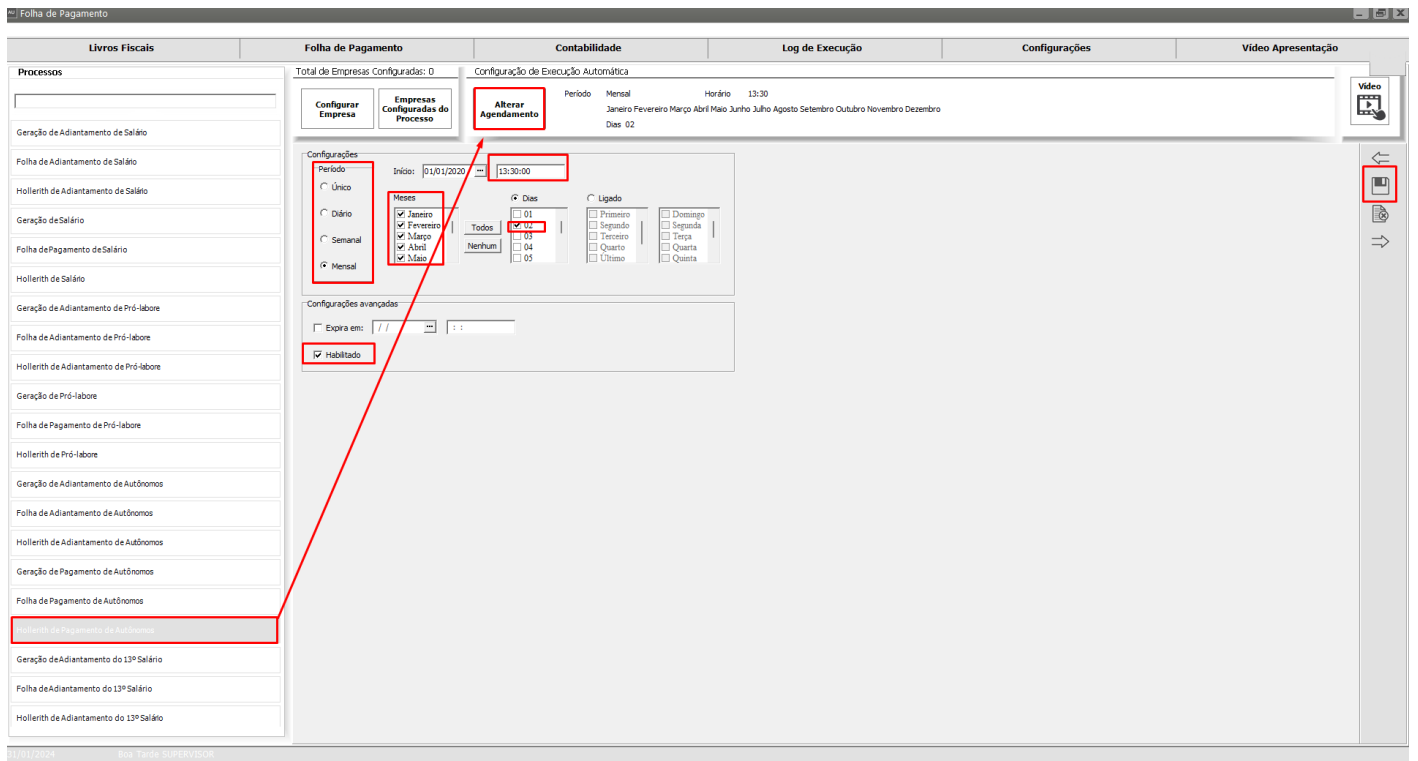 Folha de Pagamento
Livros Fiscais
Folha de Pagamento
Contabilidade
Log de Execução
Configurações
Vídeo Apresentação
Processos
Geração de Adiantamento de Salário
Folha de Adiantamento de Salário
Hollerith de Adiantamento de Salário
Geração de Salário
Folha de Pagamento de Salário
Hollerith de Salário
Geração de Adiantamento de Pró-labore
Folha de Adiantamento de Pró-labore
Hollerith de Adiantamento de Pró-labore
Geração de Pró-labore
Folha de Pagamento de Pró-labore
Hollerith de Pró-labore
Geração de Adiantamento de Autônomos
Folha de Adiantamento de Autônomos
Hollerith de Adiantamento de Autônomos
Geração de Pagamento de Autônomos
Folha de Pagamento de Autônomos
Hollerith de Pagamento de Autônomos
Geração de Adiantamento do 13º Salário
Folha de Adiantamento do 13º Salário
Hollerith de Adiantamento do 13º Salário
Total de Empresas Configuradas: 0
Configurar
Empresa
Empresas
Configuradas do
Processo
Configuração de Execução Automática
Alterar
Agendamento
Período Mensal Horário 13:30
Janeiro Fevereiro Março Abril Maio Junho Julho Agosto Setembro Outubro Novembro Dezembro
Dias 02
Vídeo
Configurações
Período
Único
Diário
Semanal
Mensal
Início: 01/01/2020 ... 13:30:00
Meses
Janeiro
Fevereiro
Março
Abril
Maio
Todos
Nenhum
Dias
01
02
03
04
05
Ligado
Primeiro
Segundo
Terceiro
Quarto
Último
Domingo
Segunda
Terça
Quarta
Quinta
Configurações avançadas
Expira em: / / ... : :
Habilitado
31/01/2024 Boa Tarde SUPERVISOR